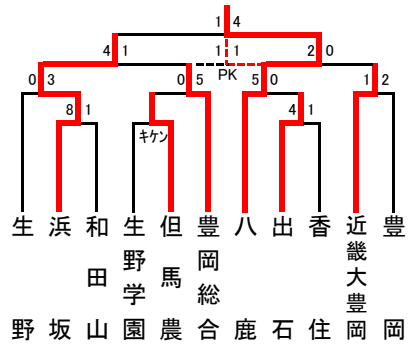 1 4
4 1 1 1 2 0
PK
0 3 0 5 5 0 1 2
8 1 4 1
ｷｹﾝ
生野
浜坂
和田山
生野学園
但馬農
豊岡総合
八鹿
出石
香住
近畿大豊岡
豊岡